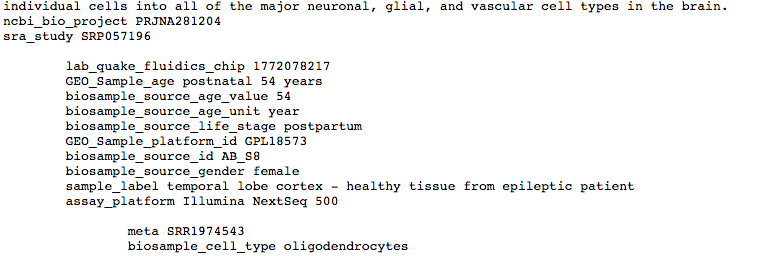 individual cells into all of the major neuronal, glial, and vascular cell types in the brain.
ncbi_bio_project PRJNA281204
sra_study SRP057196
lab_quake_fluidics_chip 1772078217
GEO_Sample_age postnatal 54 years
biosample_source_age_value 54
biosample_source_age_unit year
biosample_source_life_stage postpartum
GEO_Sample_platform_id GPL18573
biosample_source_id AB_S8
biosample_source_gender female
sample_label temporal lobe cortex - healthy tissue from epileptic patient
assay_platform Illumina NextSeq 500
meta SRR1974543
biosample_cell_type oligodendrocytes